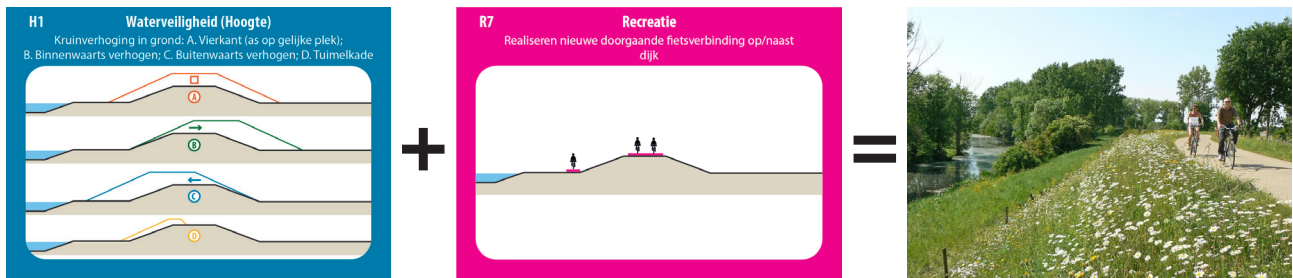 H1 Waterveiligheid (Hoogte)
Kruinverhoging in grond: A. Vierkant (as op gelijke plek);
B. Binnenwaarts verhogen; C. Buitenwaarts verhogen; D. Tuimelkade
A
B
C
D
+
R7 Recreatie
Realiseren nieuwe doorgaande fietsverbinding op/naast
dijk
=